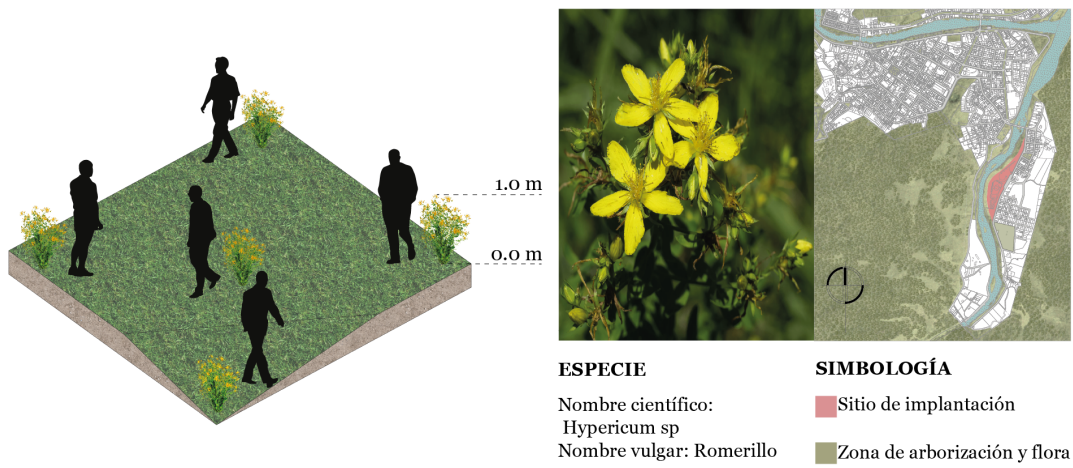 1.0 m
0.0 m
ESPECIE
Nombre científico:
Hypericum sp
Nombre vulgar: Romerillo
SIMBOLOGÍA
Sitio de implantación
Zona de arborización y flora